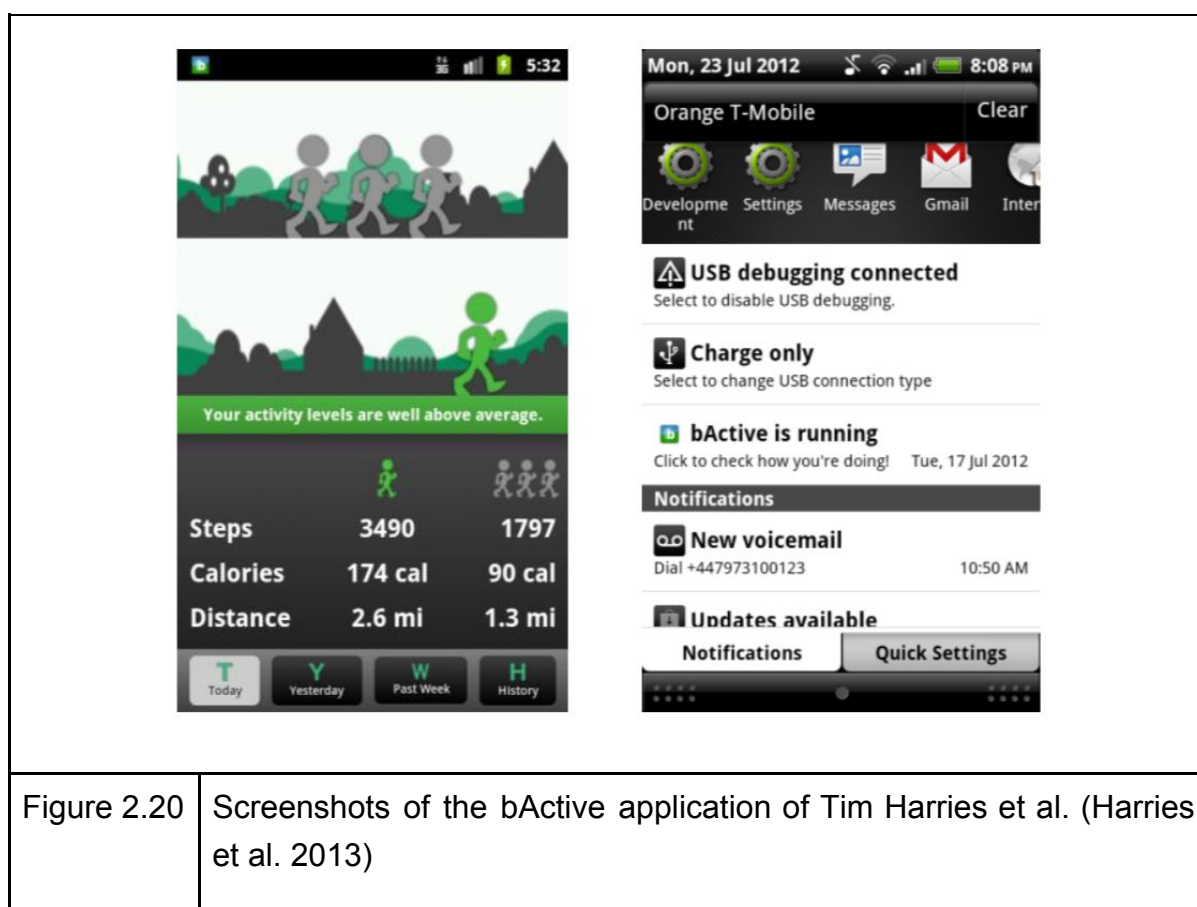 b 3G 5:32
Your activity levels are well above average.
Steps 3490 1797
Calories 174 cal 90 cal
Distance 2.6 mi 1.3 mi
T Y W H
Today Yesterday Past Week History
Mon, 23 Jul 2012 8:08 PM
Orange T-Mobile Clear
Developme Settings Messages Gmail Inter
nt
USB debugging connected
Select to disable USB debugging.
Charge only
Select to change USB connection type
b bActive is running
Click to check how you're doing! Tue, 17 Jul 2012
Notifications
New voicemail
Dial +447973100123 10:50 AM
Updates available
Notifications Quick Settings
Figure 2.20 Screenshots of the bActive application of Tim Harries et al. (Harries
et al. 2013)